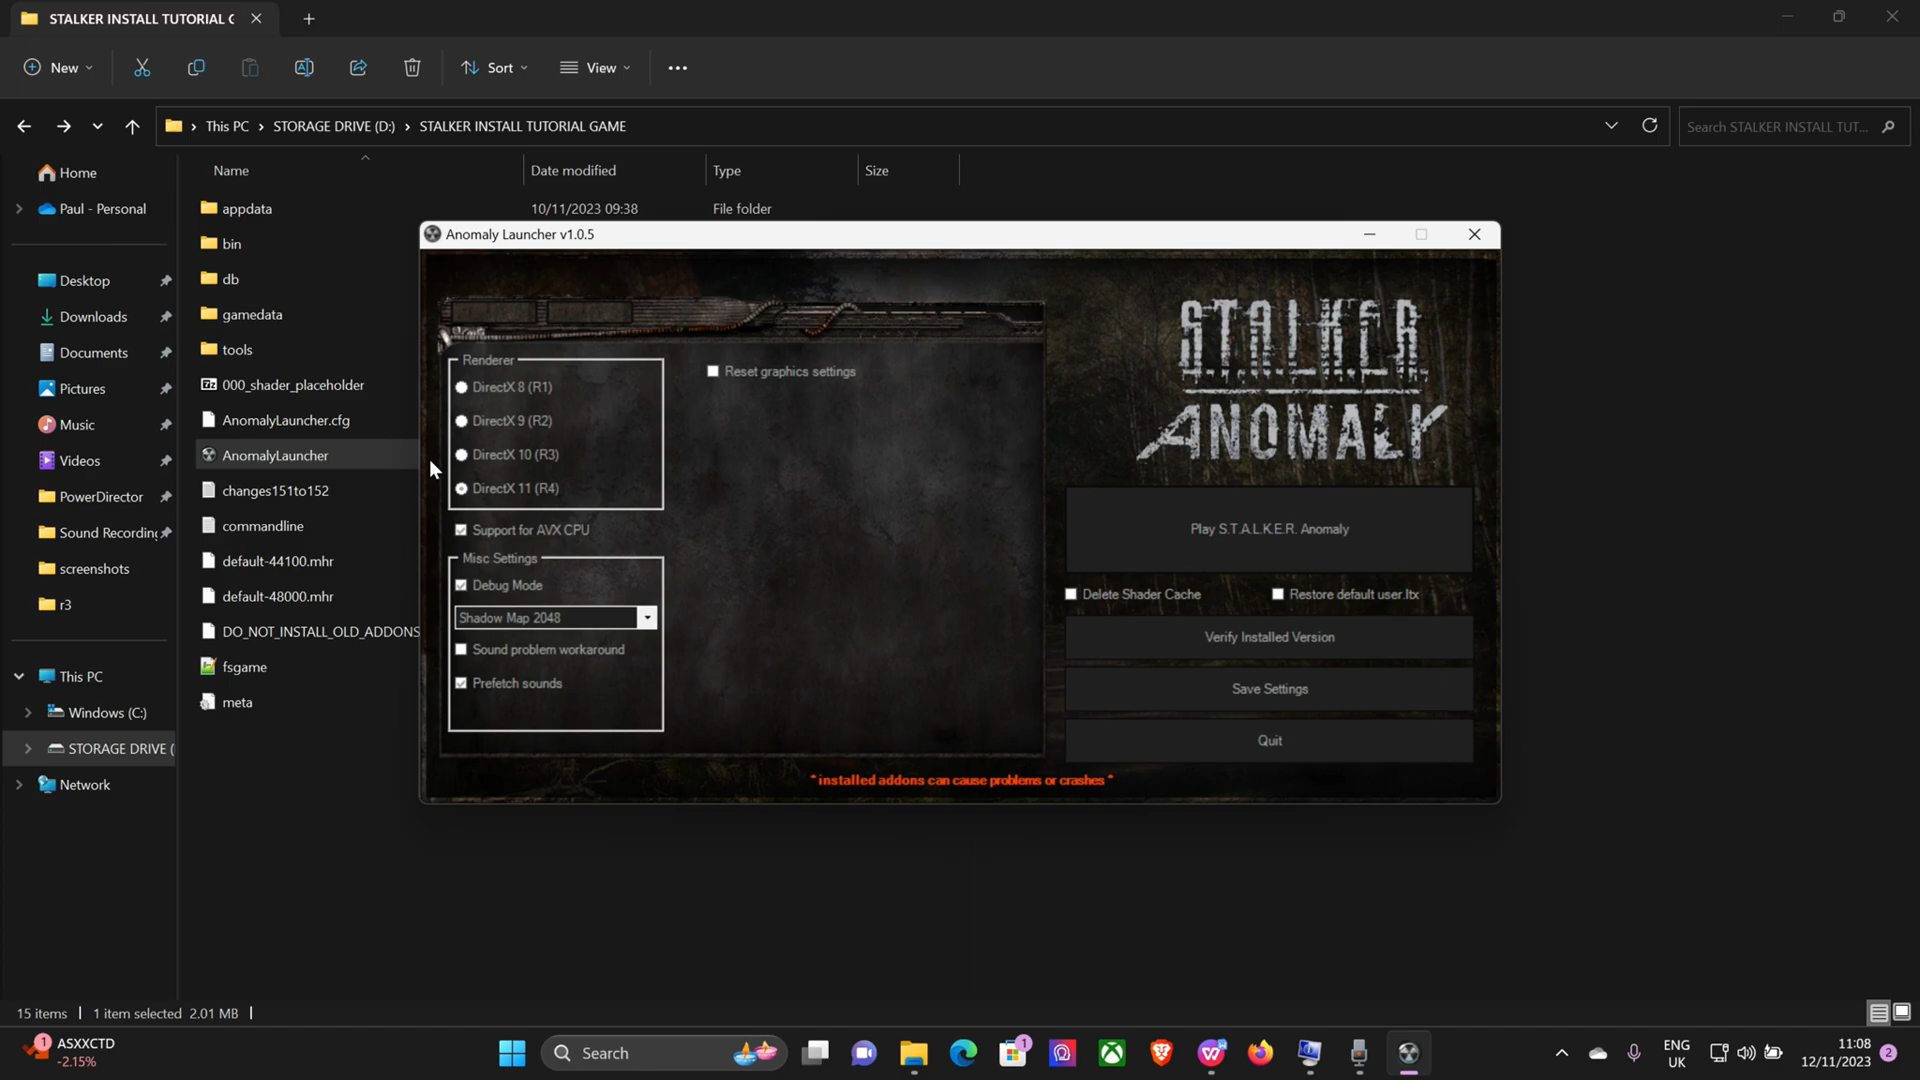 STALKER INSTALL TUTORIAL G
New
Sort
View
This PC
STORAGE DRIVE (D:)
STALKER INSTALL TUTORIAL GAME
Search STALKER INSTALL TUT...
Name
Date modified
Type
Size
Home
Paul - Personal
Desktop
Downloads
Documents
Pictures
Music
Videos
PowerDirector
Sound Recording
screenshots
r3
This PC
Windows (C:)
STORAGE DRIVE (
Network
appdata
10/11/2023 09:38
File folder
bin
db
gamedata
tools
000_shader_placeholder
AnomalyLauncher.cfg
AnomalyLauncher
changes151to152
commandline
default-44100.mhr
default-48000.mhr
DO_NOT_INSTALL_OLD_ADDONS
fsgame
meta
Anomaly Launcher v1.0.5
Renderer
DirectX 8 (R1)
DirectX 9 (R2)
DirectX 10 (R3)
DirectX 11 (R4)
Support for AVX CPU
Misc Settings
Debug Mode
Shadow Map 2048
Sound problem workaround
Prefetch sounds
Reset graphics settings
S.T.A.L.K.E.R
ANOMALY
Play S.T.A.L.K.E.R. Anomaly
Delete Shader Cache
Restore default user.ltx
Verify Installed Version
Save Settings
Quit
* installed addons can cause problems or crashes *
15 items
1 item selected 2.01 MB
1
ASXXCTD
-2.15%
Search
1
ENG
UK
11:08
12/11/2023
2